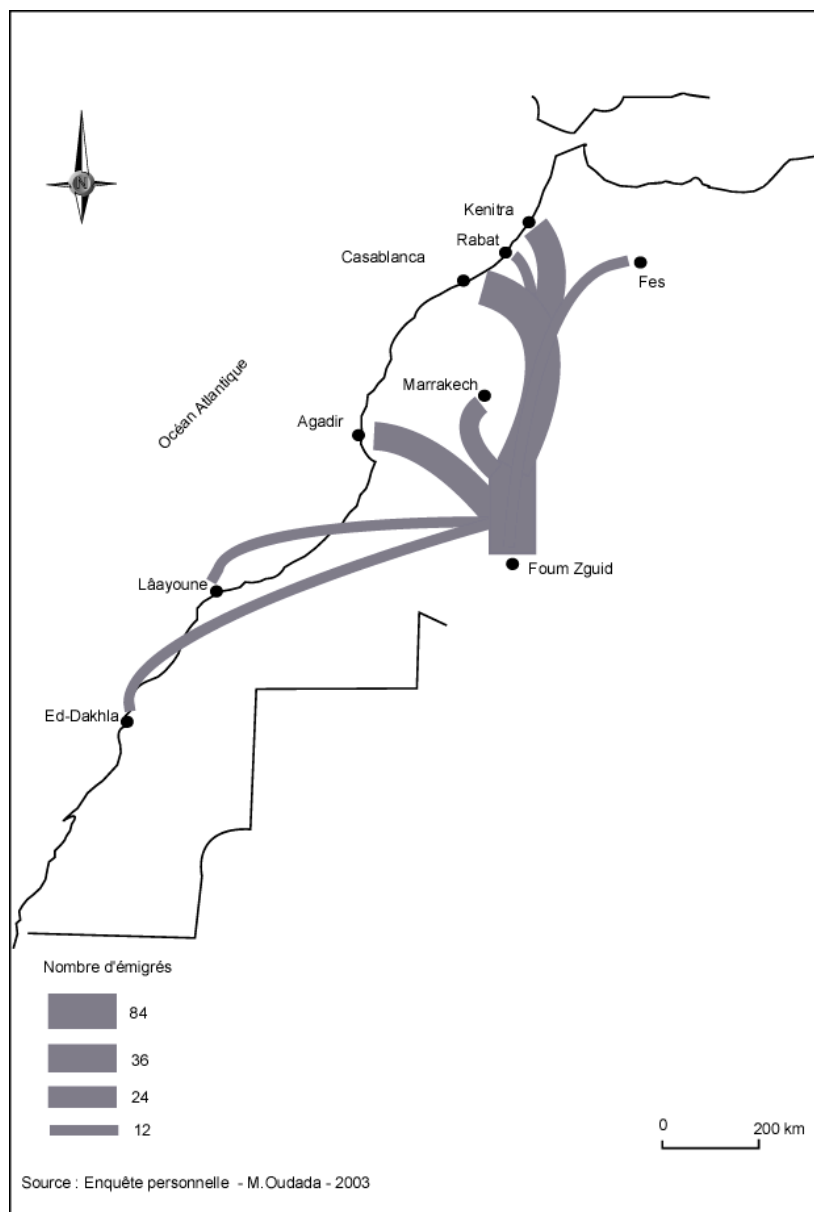 N
Kenitra
Rabat
Casablanca
Fes
Océan Atlantique
Marrakech
Agadir
Foum Zguid
Lâayoune
Ed-Dakhla
Nombre d'émigrés
84
36
24
12
0 200 km
Source : Enquête personnelle - M.Oudada - 2003